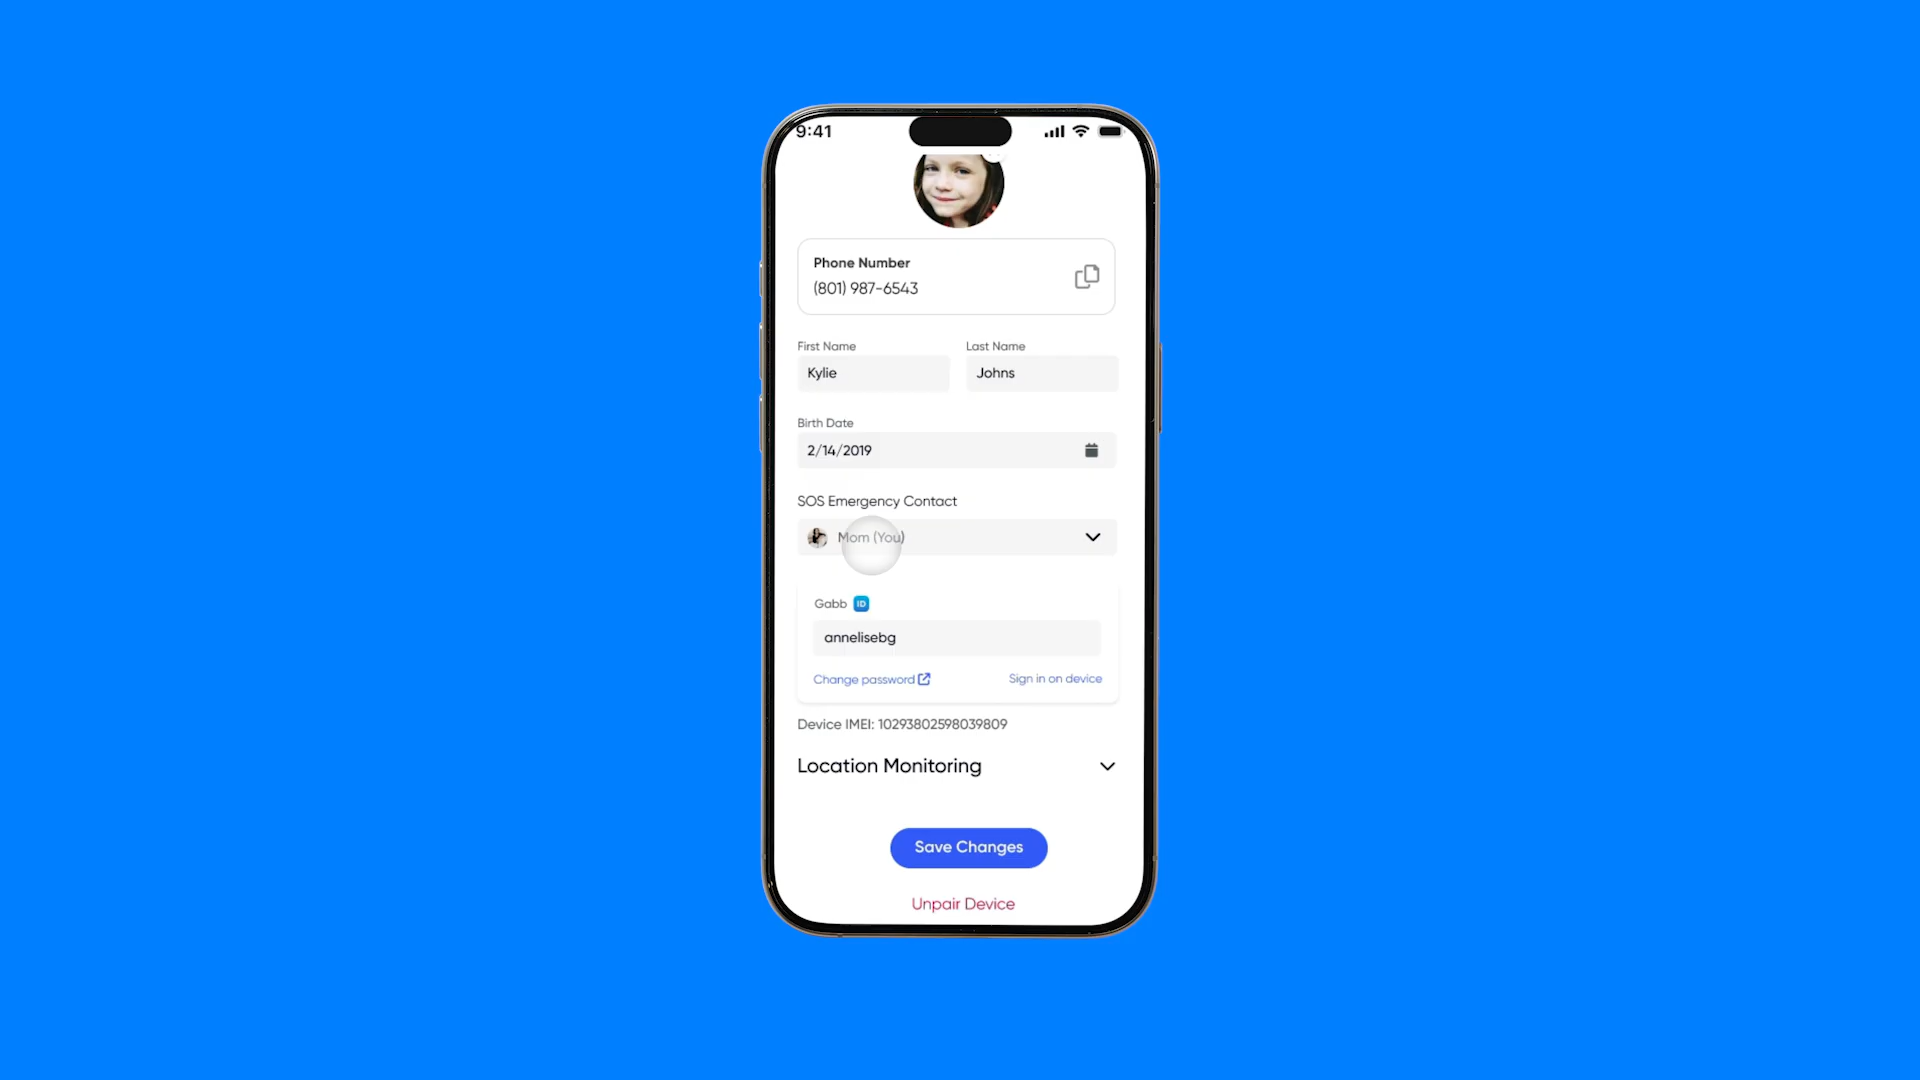 9:41
Phone Number
(801) 987-6543
First Name
Last Name
Kylie
Johns
Birth Date
2/14/2019
SOS Emergency Contact
Mom (You)
Gabb ID
annelisebg
Change password
Sign in on device
Device IMEI: 10293802598039809
Location Monitoring
Save Changes
Unpair Device